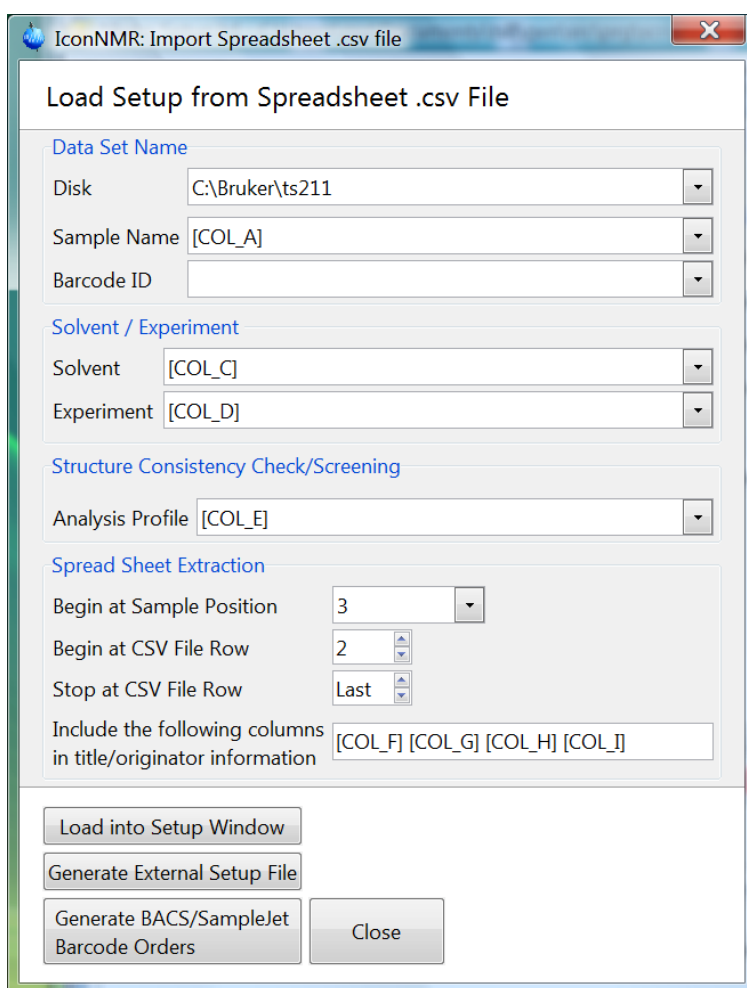 IconNMR: Import Spreadsheet .csv file
Load Setup from Spreadsheet .csv File
Data Set Name
Disk C:\Bruker\ts211
Sample Name [COL_A]
Barcode ID
Solvent / Experiment
Solvent [COL_C]
Experiment [COL_D]
Structure Consistency Check/Screening
Analysis Profile [COL_E]
Spread Sheet Extraction
Begin at Sample Position 3
Begin at CSV File Row 2
Stop at CSV File Row Last
Include the following columns
in title/originator information [COL_F] [COL_G] [COL_H] [COL_I]
Load into Setup Window
Generate External Setup File
Generate BACS/SampleJet
Barcode Orders
Close